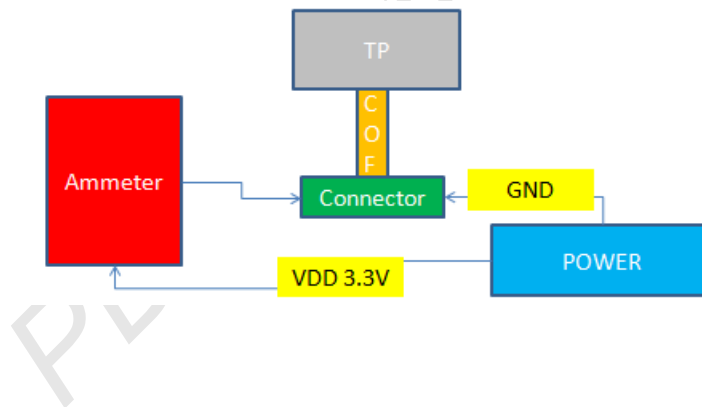 TP
C
O
F
Ammeter
Connector
GND
POWER
VDD 3.3V